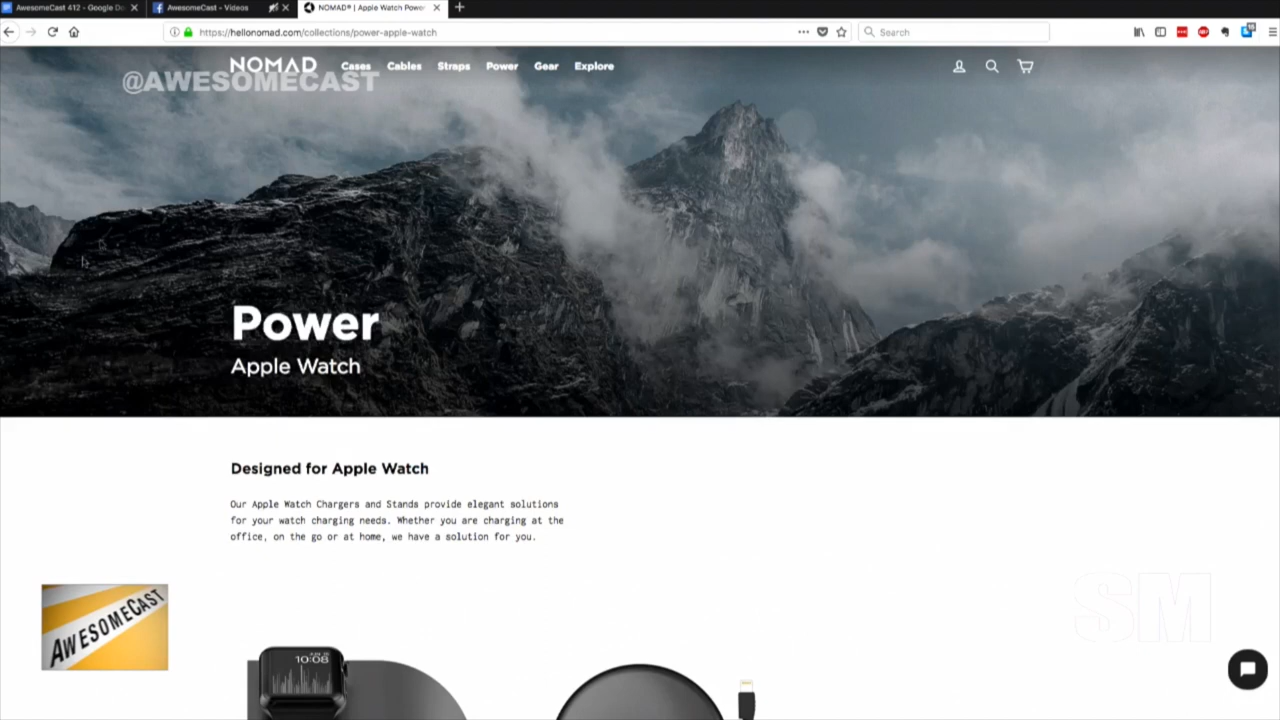 AwesomeCast 412 - Google Do
AwesomeCast - Videos
NOMAD® | Apple Watch Power
https://hellonomad.com/collections/power-apple-watch
Search
NOMAD
Cases Cables Straps Power Gear Explore
@AWESOMECAST
Power
Apple Watch
Designed for Apple Watch
Our Apple Watch Chargers and Stands provide elegant solutions
for your watch charging needs. Whether you are charging at the
office, on the go or at home, we have a solution for you.
AWESOMECAST
SM
10:08